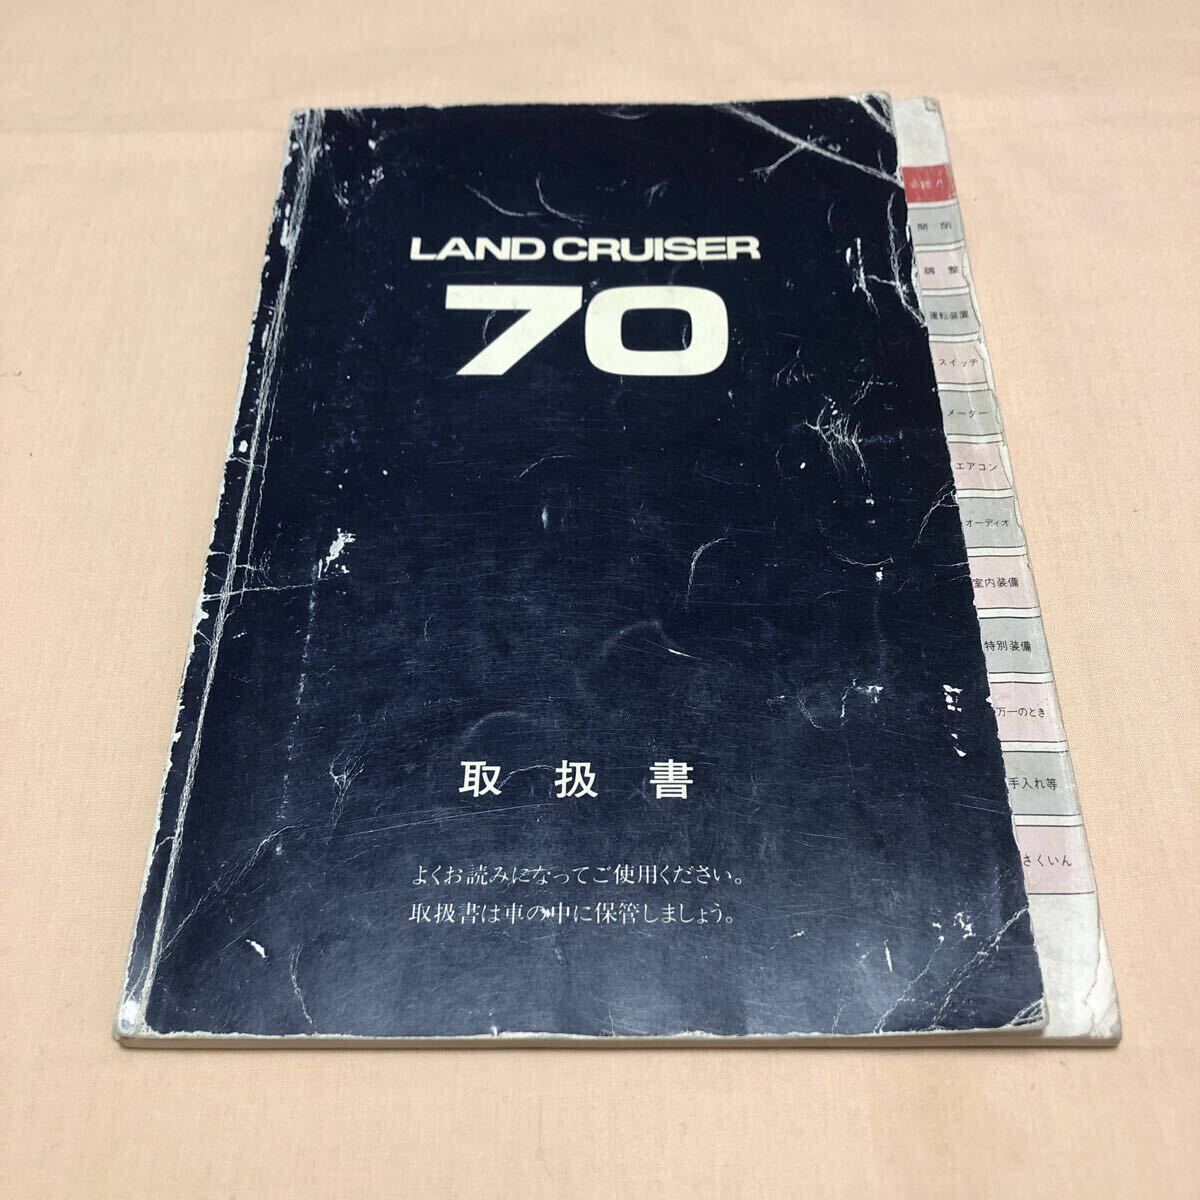 LAND CRUISER
70
取扱書
よくお読みになってご使用ください。
取扱書は車の中に保管しましょう。
開閉
調整
運転装置
スイッチ
メーター
エアコン
オーディオ
室内装備
特別装備
万一のとき
手入れ等
さくいん